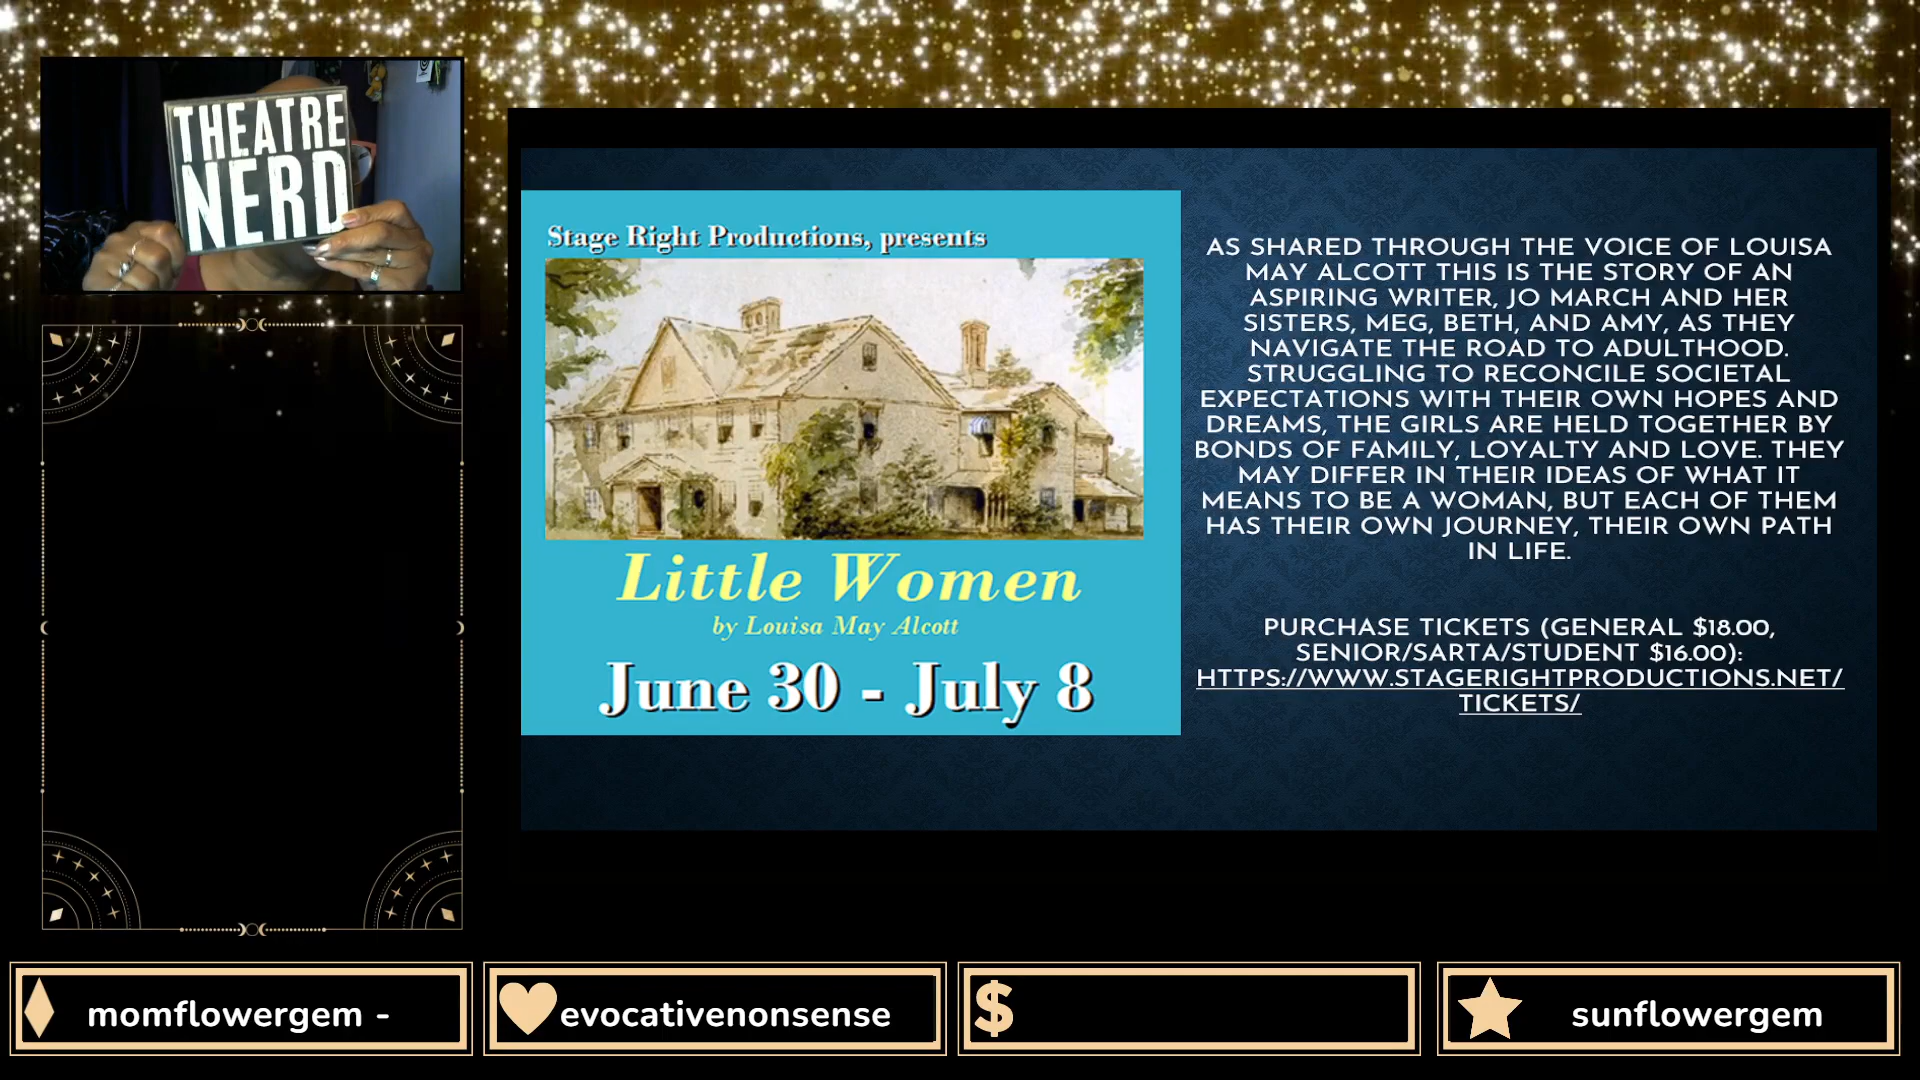 THEATRE
NERD
Stage Right Productions, presents
Little Women
by Louisa May Alcott
June 30 - July 8
AS SHARED THROUGH THE VOICE OF LOUISA
MAY ALCOTT THIS IS THE STORY OF AN
ASPIRING WRITER, JO MARCH AND HER
SISTERS, MEG, BETH, AND AMY, AS THEY
NAVIGATE THE ROAD TO ADULTHOOD.
STRUGGLING TO RECONCILE SOCIETAL
EXPECTATIONS WITH THEIR OWN HOPES AND
DREAMS, THE GIRLS ARE HELD TOGETHER BY
BONDS OF FAMILY, LOYALTY AND LOVE. THEY
MAY DIFFER IN THEIR IDEAS OF WHAT IT
MEANS TO BE A WOMAN, BUT EACH OF THEM
HAS THEIR OWN JOURNEY, THEIR OWN PATH
IN LIFE.
PURCHASE TICKETS (GENERAL $18.00,
SENIOR/SARTA/STUDENT $16.00):
HTTPS://WWW.STAGERIGHTPRODUCTIONS.NET/
TICKETS/
momflowergem -
evocativenonsense
$
sunflowergem